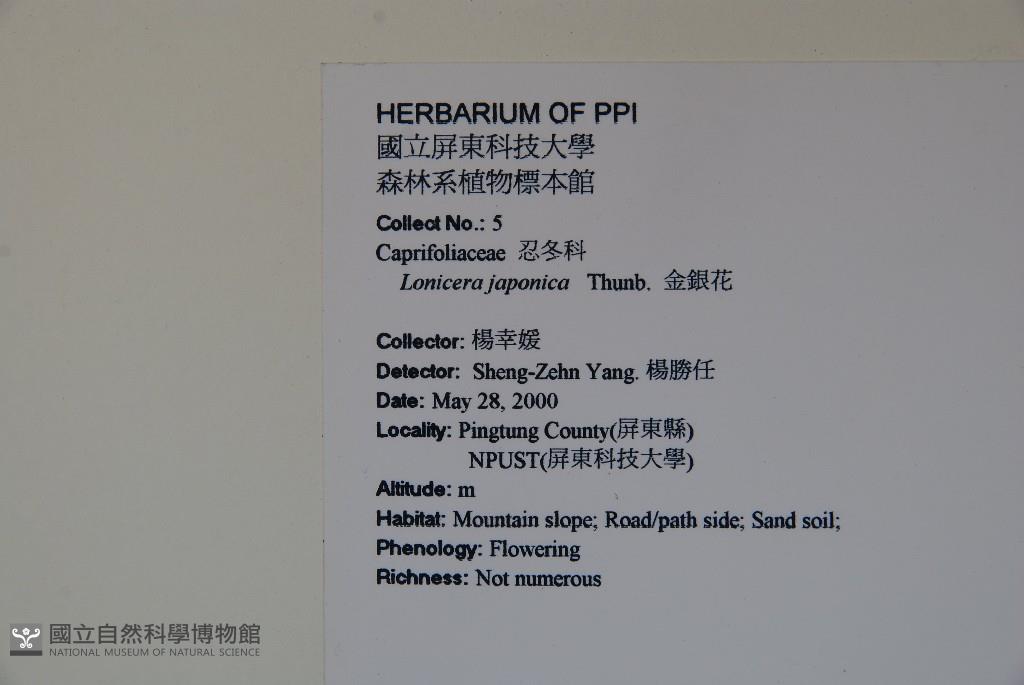 HERBARIUM OF PPI
國立屏東科技大學
森林系植物標本館
Collect No.: 5
Caprifoliaceae 忍冬科
Lonicera japonica Thunb. 金銀花
Collector: 楊幸媛
Detector: Sheng-Zehn Yang. 楊勝任
Date: May 28, 2000
Locality: Pingtung County(屏東縣)
NPUST(屏東科技大學)
Altitude: m
Habitat: Mountain slope; Road/path side; Sand soil;
Phenology: Flowering
Richness: Not numerous
國立自然科學博物館
NATIONAL MUSEUM OF NATURAL SCIENCE